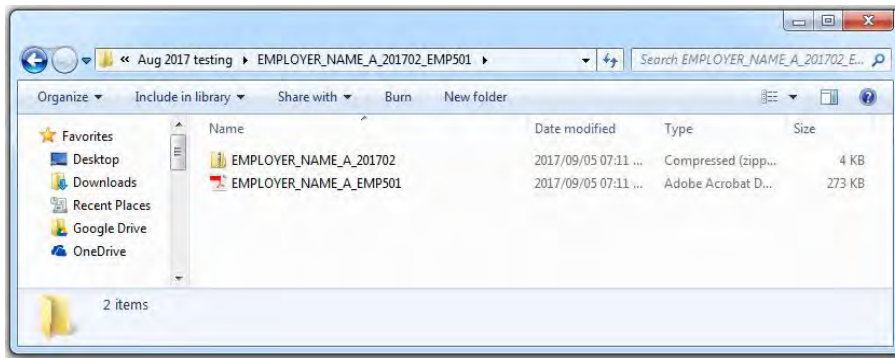 « Aug 2017 testing ▸ EMPLOYER_NAME_A_201702_EMP501 ▸ Search EMPLOYER_NAME_A_201702_E...
Organize Include in library Share with Burn New folder
Favorites
Desktop
Downloads
Recent Places
Google Drive
OneDrive
Name Date modified Type Size
EMPLOYER_NAME_A_201702 2017/09/05 07:11 ... Compressed (zipp... 4 KB
EMPLOYER_NAME_A_EMP501 2017/09/05 07:11 ... Adobe Acrobat D... 273 KB
2 items